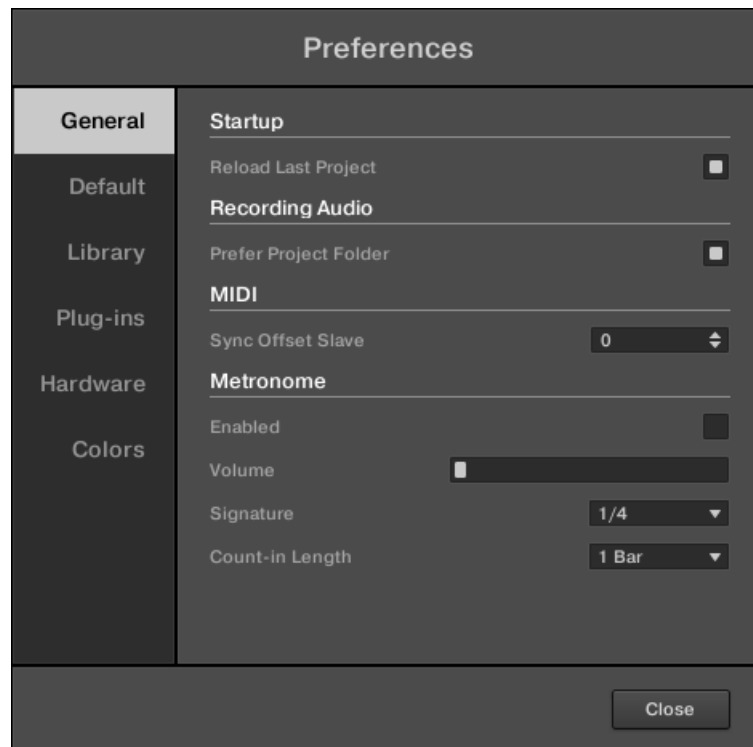 Preferences
General
Default
Library
Plug-ins
Hardware
Colors
Startup
Reload Last Project
Recording Audio
Prefer Project Folder
MIDI
Sync Offset Slave 0
Metronome
Enabled
Volume
Signature 1/4
Count-in Length 1 Bar
Close